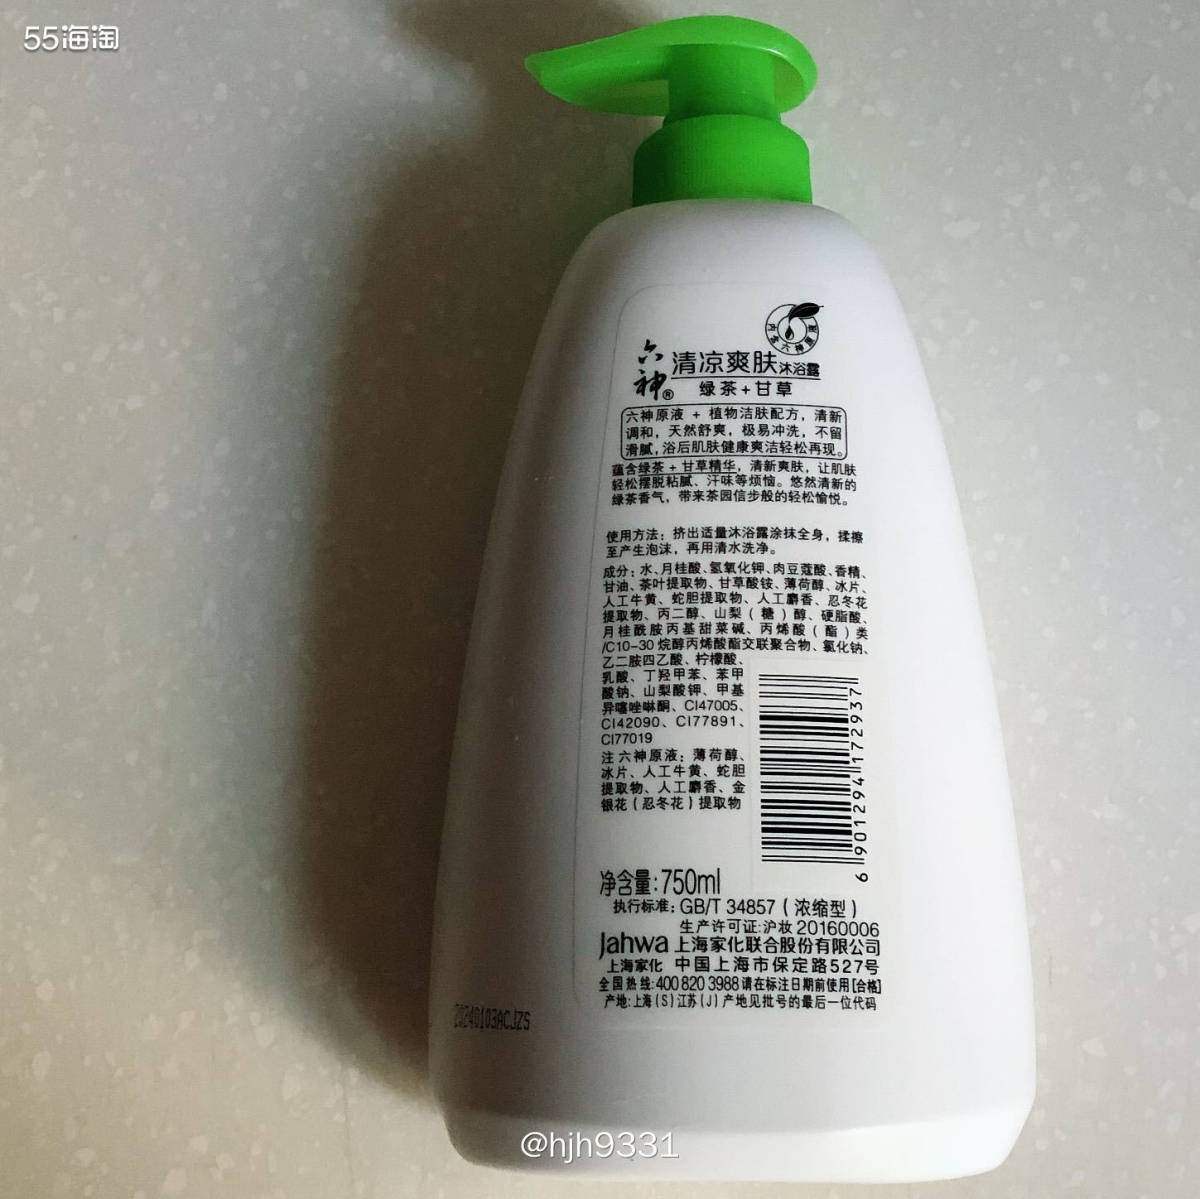 55海淘
内含六神原液
六神®
清凉爽肤沐浴露
绿茶+甘草
六神原液 + 植物洁肤配方，清新
调和，天然舒爽，极易冲洗，不留
滑腻，浴后肌肤健康爽洁轻松再现。
蕴含绿茶+甘草精华，清新爽肤，让肌肤
轻松摆脱粘腻、汗味等烦恼。悠然清新的
绿茶香气，带来茶园信步般的轻松愉悦。
使用方法：挤出适量沐浴露涂抹全身，揉擦
至产生泡沫，再用清水洗净。
成分：水、月桂酸、氢氧化钾、肉豆蔻酸、香精、
甘油、茶叶提取物、甘草酸铵、薄荷醇、冰片、
人工牛黄、蛇胆提取物、人工麝香、忍冬花
提取物、丙二醇、山梨（糖）醇、硬脂酸、
月桂酰胺丙基甜菜碱、丙烯酸（酯）类
/C10-30 烷醇丙烯酸酯交联聚合物、氯化钠、
乙二胺四乙酸、柠檬酸、
乳酸、丁羟甲苯、苯甲
酸钠、山梨酸钾、甲基
异噻唑啉酮、CI47005、
CI42090、CI77891、
CI77019
注 六神原液：薄荷醇、
冰片、人工牛黄、蛇胆
提取物、人工麝香、金
银花（忍冬花）提取物
6 901294 172937
净含量：750ml
执行标准：GB/T 34857（浓缩型）
生产许可证：沪妆20160006
Jahwa 上海家化联合股份有限公司
上海家化 中国上海市保定路527号
全国热线：400 820 3988 请在标注日期前使用[合格]
产地：上海（S）江苏（J）产地见批号的最后一位代码
20240103ACJZS
@hjh9331